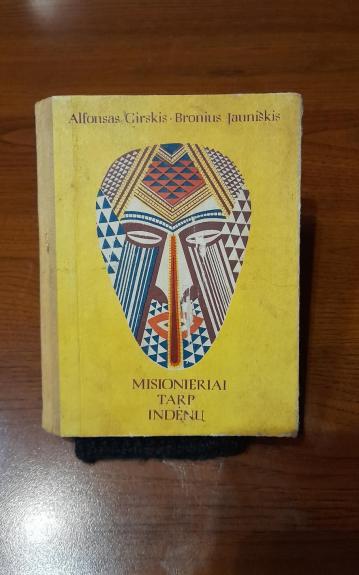 Alfonsas Girskis · Bronius Jauniškis
MISIONIERIAI
TARP
INDĖNŲ